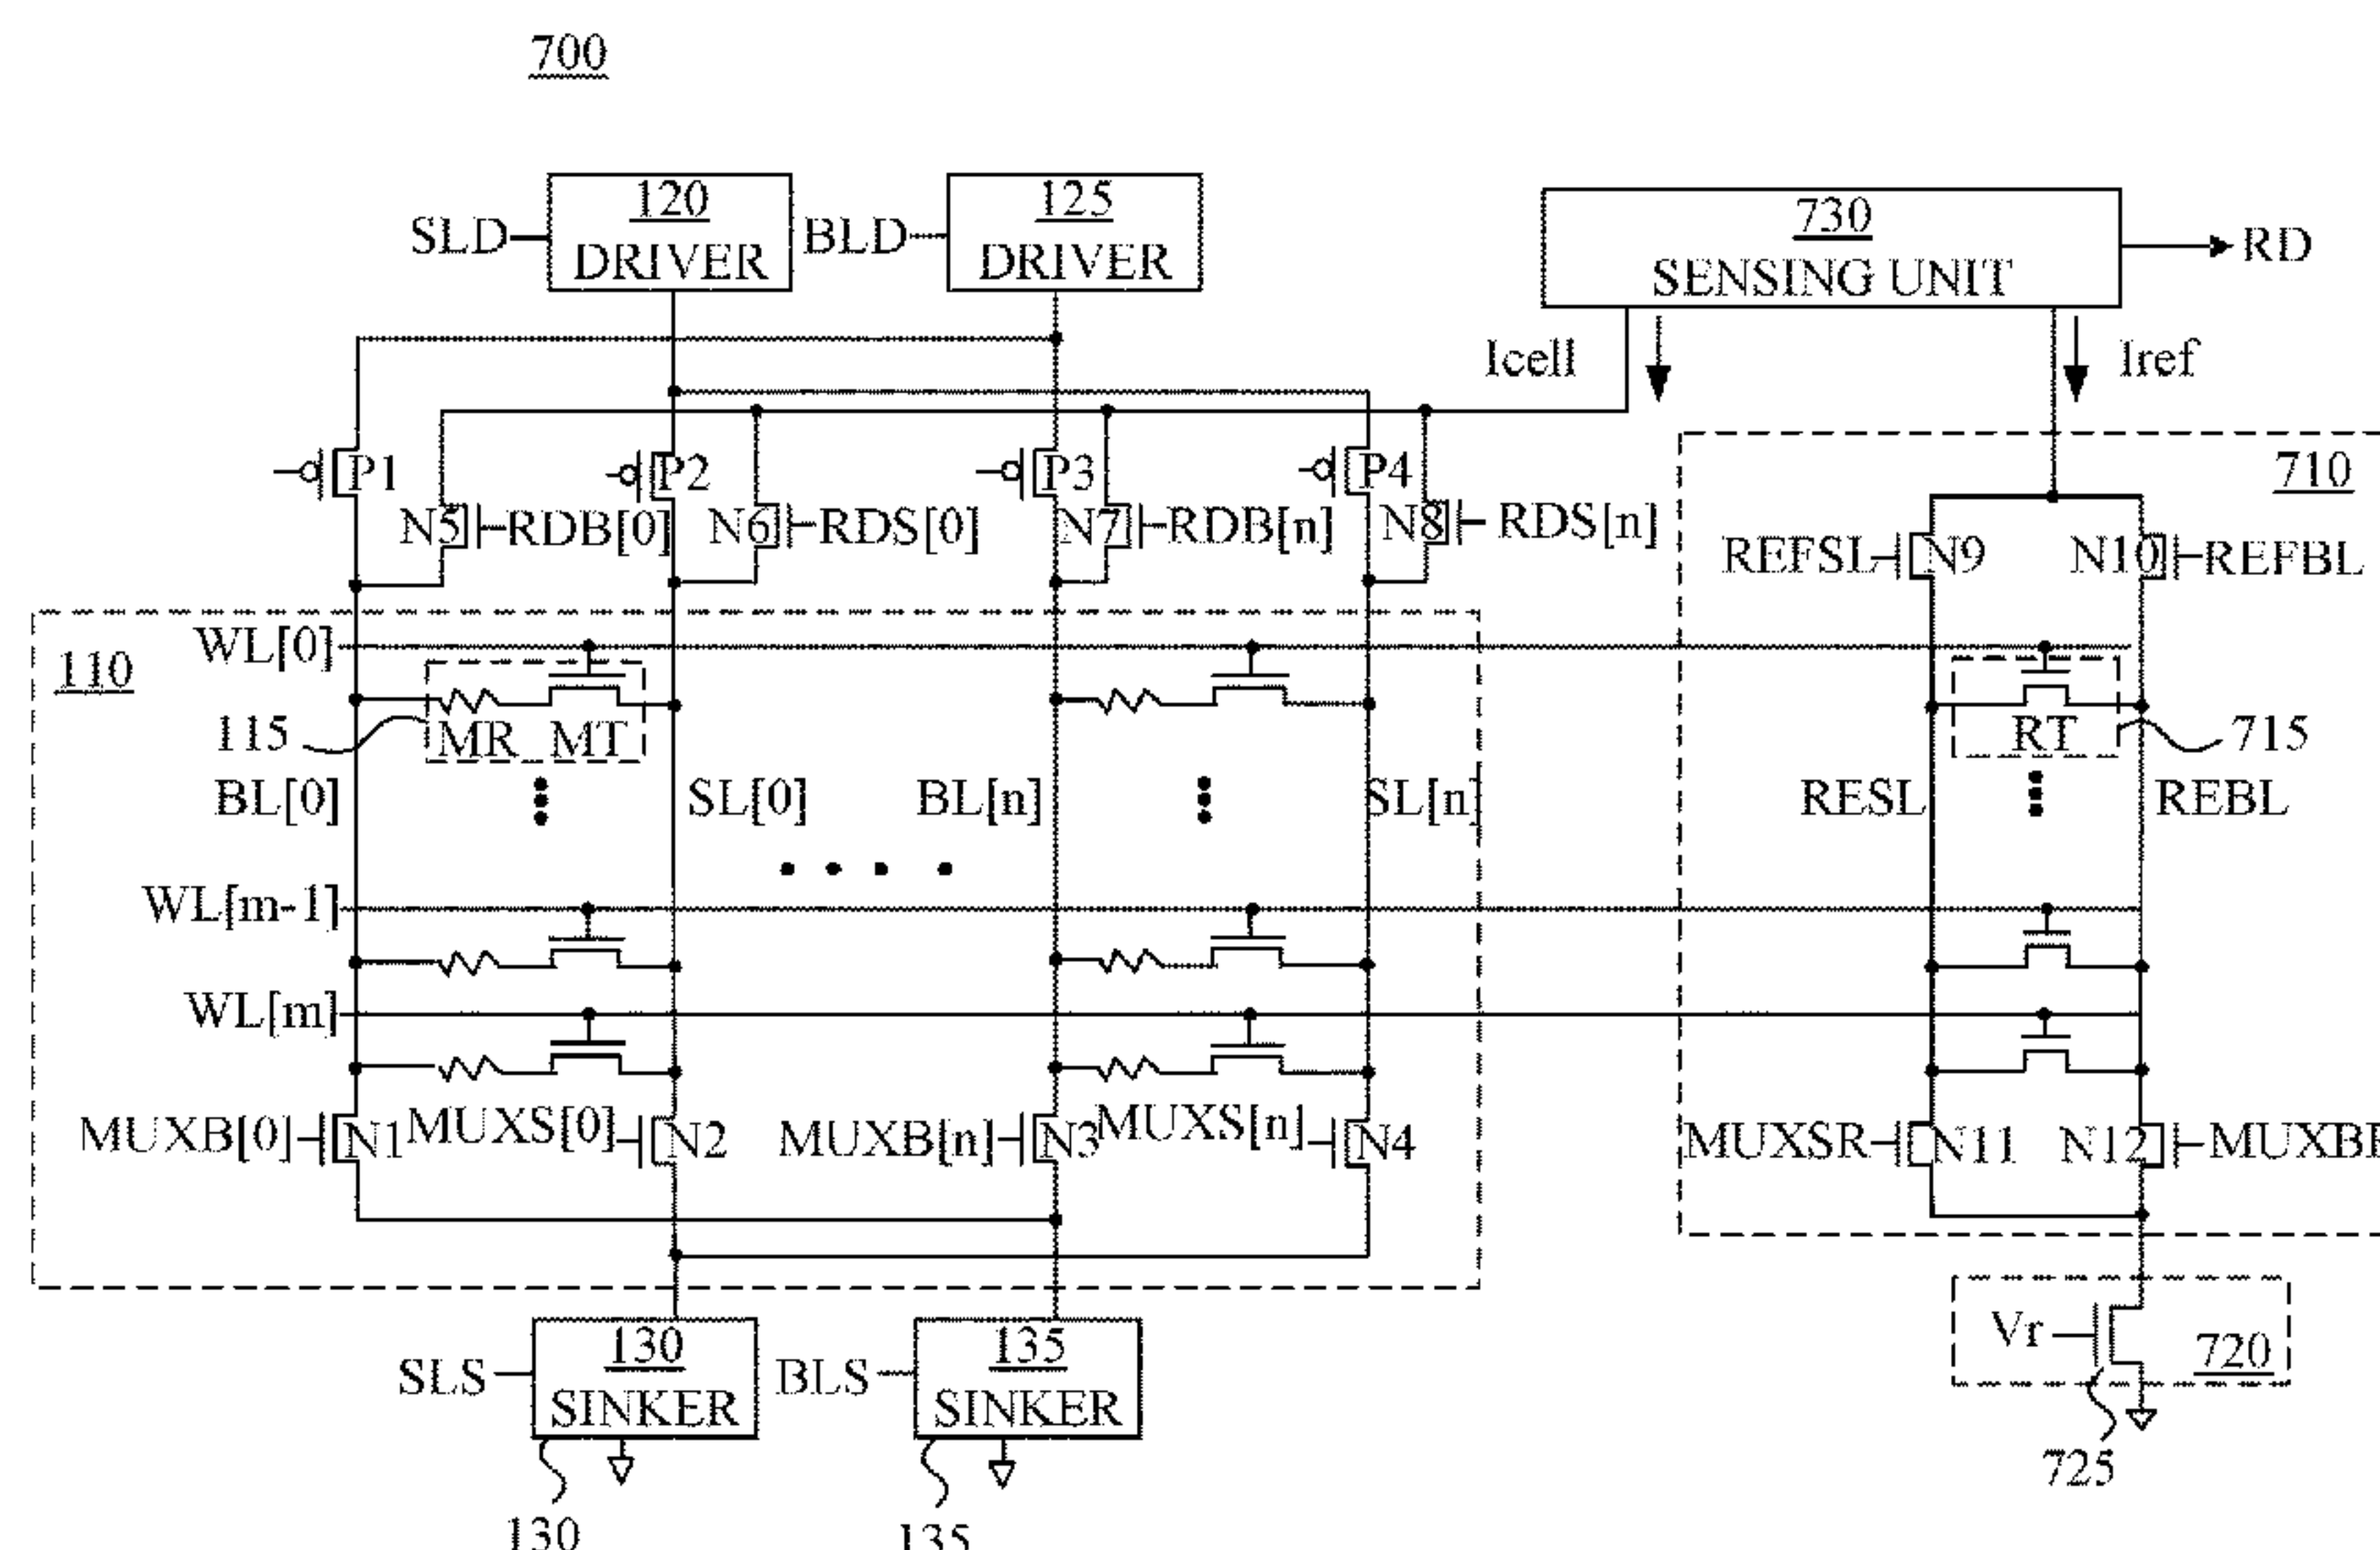 700
120
DRIVER
SLD
125
DRIVER
BLD
730
SENSING UNIT
RD
Icell
Iref
P1
P2
P3
P4
710
N5
RDB[0]
N6
RDS[0]
N7
RDB[n]
N8
RDS[n]
REFSL
N9
N10
REFBL
WL[0]
110
115
MR
MT
RT
715
BL[0]
SL[0]
BL[n]
SL[n]
RESL
REBL
WL[m-1]
WL[m]
MUXB[0]
N1
MUXS[0]
N2
MUXB[n]
N3
MUXS[n]
N4
MUXSR
N11
N12
130
SINKER
SLS
135
SINKER
BLS
Vr
720
725
130
135